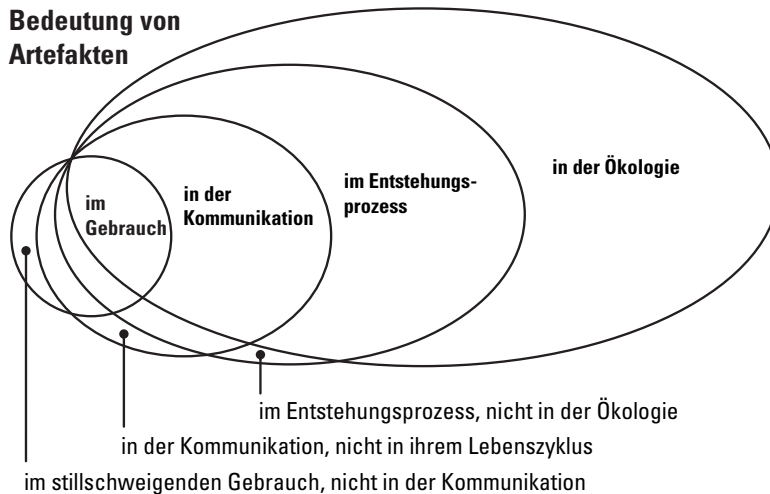 Bedeutung von
Artefakten
im
Gebrauch
in der
Kommunikation
im Entstehungs-
prozess
in der Ökologie
im Entstehungsprozess, nicht in der Ökologie
in der Kommunikation, nicht in ihrem Lebenszyklus
im stillschweigenden Gebrauch, nicht in der Kommunikation